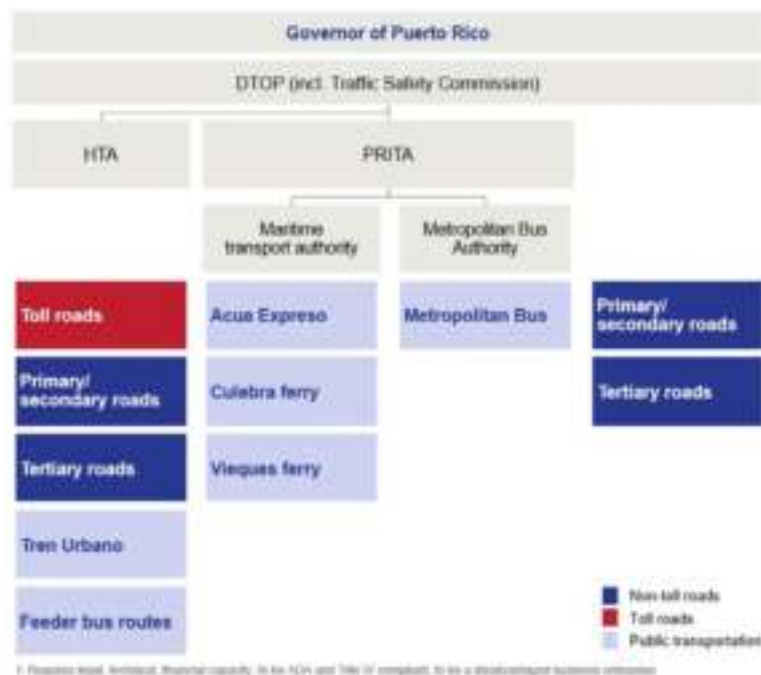 Governor of Puerto Rico
DTOP (incl. Traffic Safety Commission)
HTA
PRITA
Maritime
transport authority
Metropolitan Bus
Authority
Toll roads
Acua Expreso
Metropolitan Bus
Primary/
secondary roads
Primary/
secondary roads
Culebra ferry
Tertiary roads
Tertiary roads
Vieques ferry
Tren Urbano
Feeder bus routes
Non-toll roads
Toll roads
Public transportation